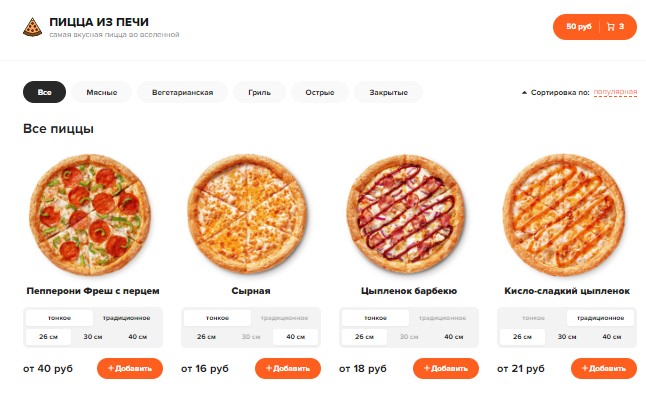 ПИЦЦА ИЗ ПЕЧИ
самая вкусная пицца во вселенной
50 руб 3
Все Мясные Вегетарианская Гриль Острые Закрытые
Сортировка по: популярная
Все пиццы
Пепперони Фреш с перцем Сырная Цыпленок барбекю Кисло-сладкий цыпленок
тонкое традиционное тонкое традиционное тонкое традиционное тонкое традиционное
26 см 30 см 40 см 26 см 30 см 40 см 26 см 30 см 40 см 26 см 30 см 40 см
от 40 руб + Добавить от 16 руб + Добавить от 18 руб + Добавить от 21 руб + Добавить